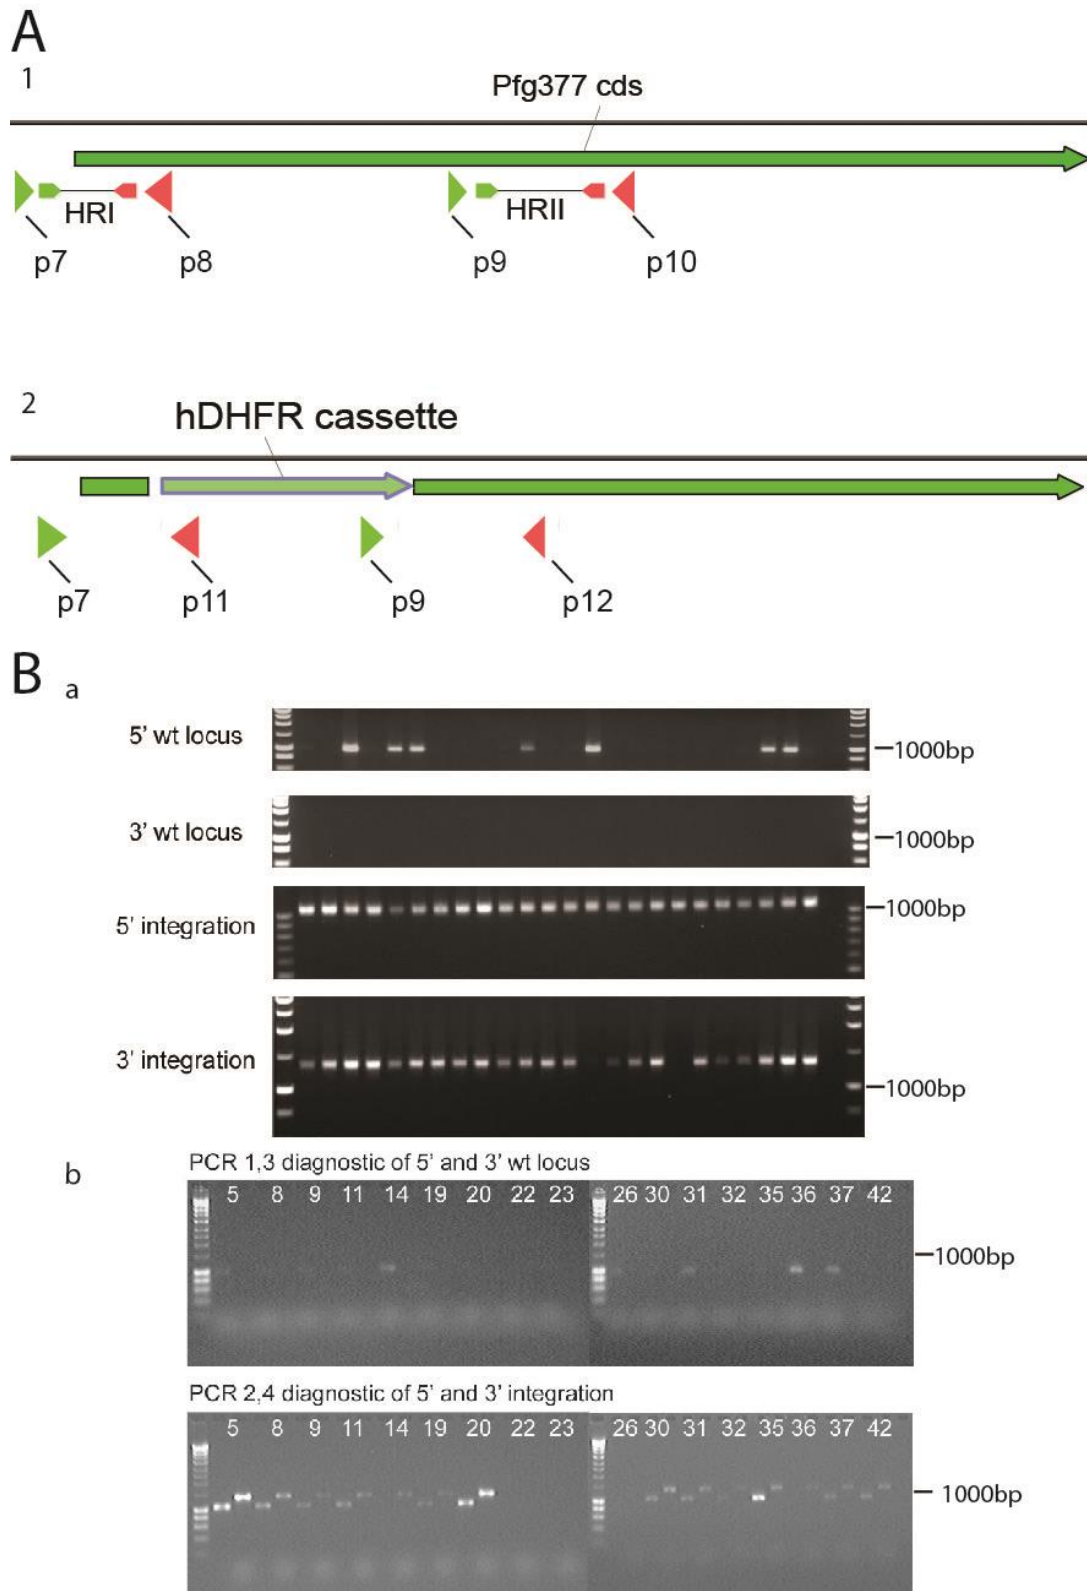 A
1
Pfg377 cds
HRI
HRII
p7
p8
p9
p10
2
hDHFR cassette
p7
p11
p9
p12
B
a
5' wt locus
1000bp
3' wt locus
1000bp
5' integration
1000bp
3' integration
1000bp
b
PCR 1,3 diagnostic of 5' and 3' wt locus
5 8 9 11 14 19 20 22 23 26 30 31 32 35 36 37 42
1000bp
PCR 2,4 diagnostic of 5' and 3' integration
5 8 9 11 14 19 20 22 23 26 30 31 32 35 36 37 42
1000bp